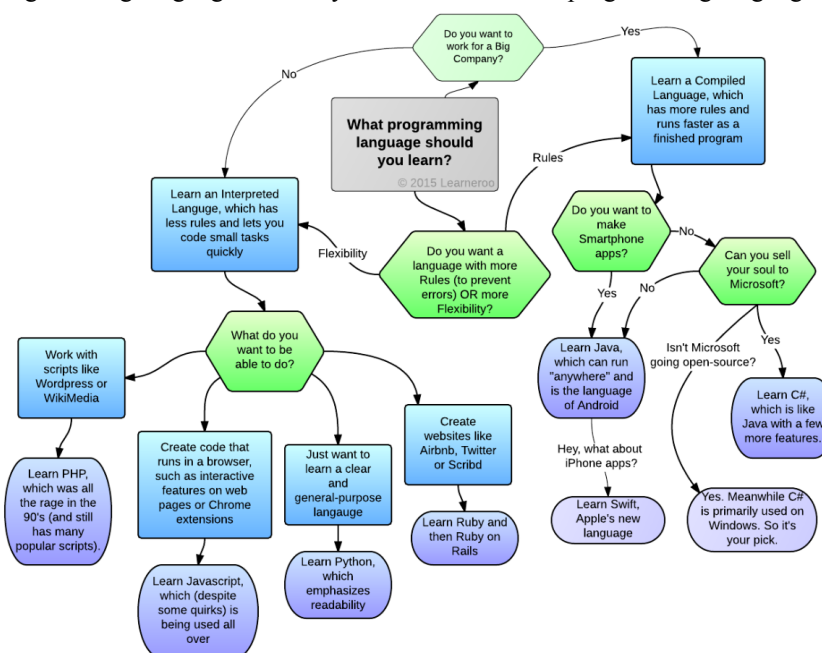 Do you want to
work for a Big
Company?
Yes
No
What programming
language should
you learn?
© 2015 Learneroo
Learn a Compiled
Language, which
has more rules and
runs faster as a
finished program
Rules
Learn an Interpreted
Languge, which has
less rules and lets you
code small tasks
quickly
Flexibility
Do you want a
language with more
Rules (to prevent
errors) OR more
Flexibility?
Do you want to
make
Smartphone
apps?
No
Can you sell
your soul to
Microsoft?
Yes
No
Isn't Microsoft
going open-source?
Yes
What do you
want to be
able to do?
Work with
scripts like
Wordpress or
WikiMedia
Learn Java,
which can run
"anywhere" and
is the language
of Android
Learn C#,
which is like
Java with a few
more features.
Create code that
runs in a browser,
such as interactive
features on web
pages or Chrome
extensions
Just want to
learn a clear
and
general-purpose
langauge
Create
websites like
Airbnb, Twitter
or Scribd
Hey, what about
iPhone apps?
Learn PHP,
which was all
the rage in the
90's (and still
has many
popular scripts).
Learn Ruby and
then Ruby on
Rails
Learn Swift,
Apple's new
language
Yes. Meanwhile C#
is primarily used on
Windows. So it's
your pick.
Learn Javascript,
which (despite
some quirks) is
being used all
over
Learn Python,
which
emphasizes
readability